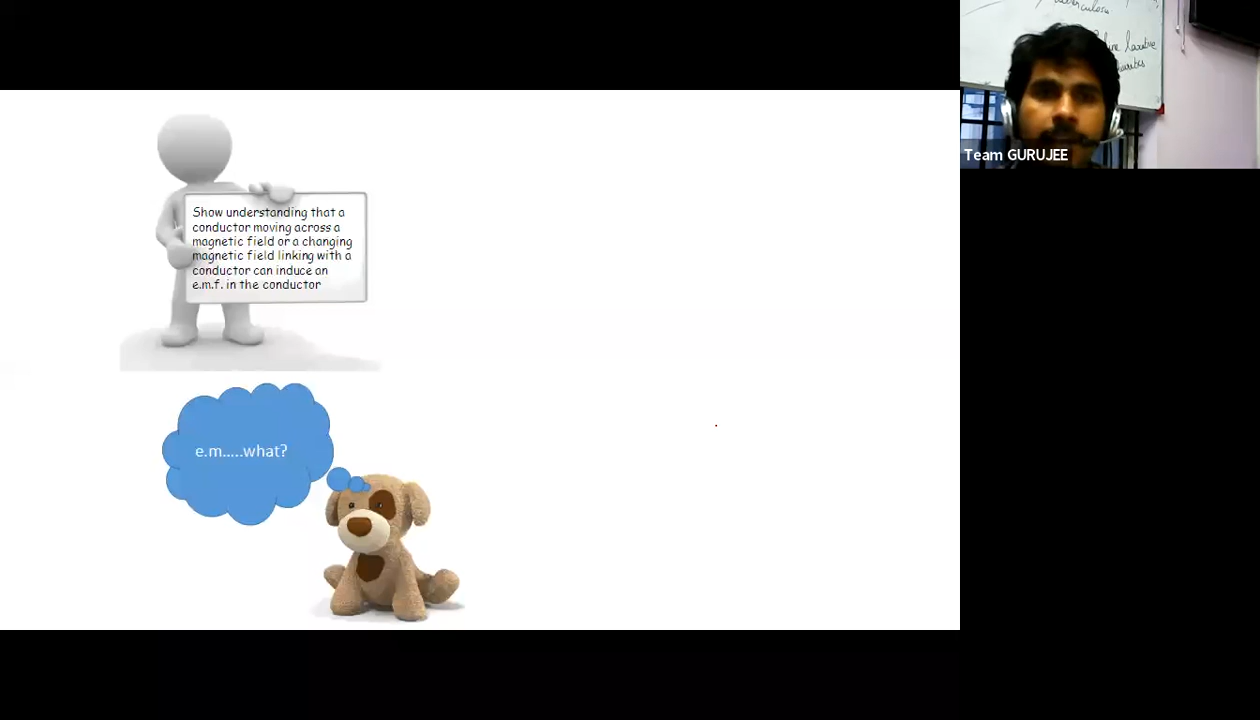 Show understanding that a
conductor moving across a
magnetic field or a changing
magnetic field linking with a
conductor can induce an
e.m.f. in the conductor
e.m.....what?
Team GURUJEE